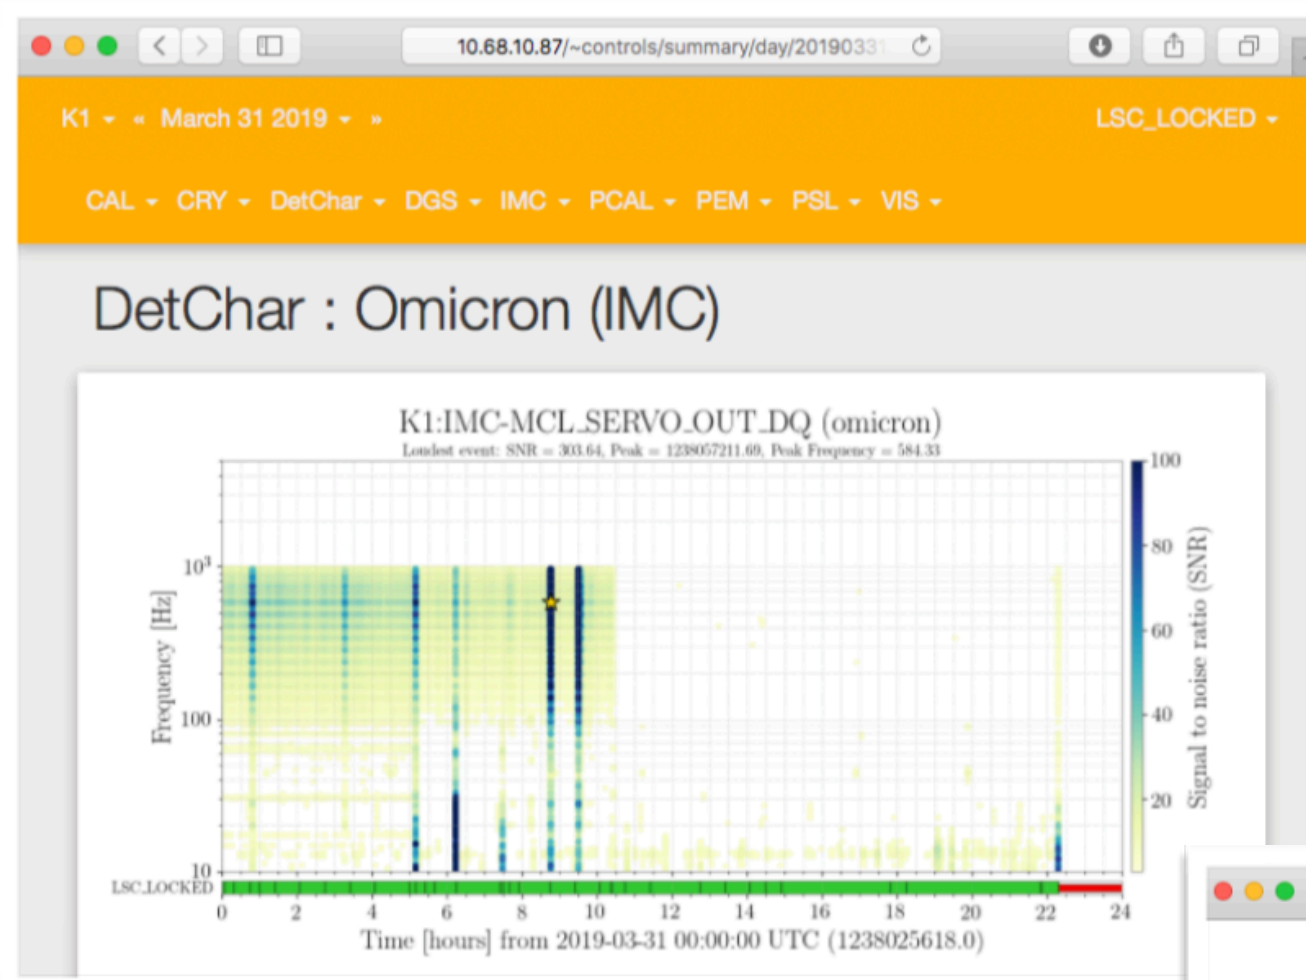 10.68.10.87/~controls/summary/day/20190331
K1 « March 31 2019 » LSC_LOCKED
CAL CRY DetChar DGS IMC PCAL PEM PSL VIS
DetChar : Omicron (IMC)
K1:IMC-MCL_SERVO_OUT_DQ (omicron)
Loudest event: SNR = 303.64, Peak = 1238057211.69, Peak Frequency = 584.33
100
80
60
40
20
Signal to noise ratio (SNR)
10³
100
10
Frequency [Hz]
LSC_LOCKED
0 2 4 6 8 10 12 14 16 18 20 22 24
Time [hours] from 2019-03-31 00:00:00 UTC (1238025618.0)